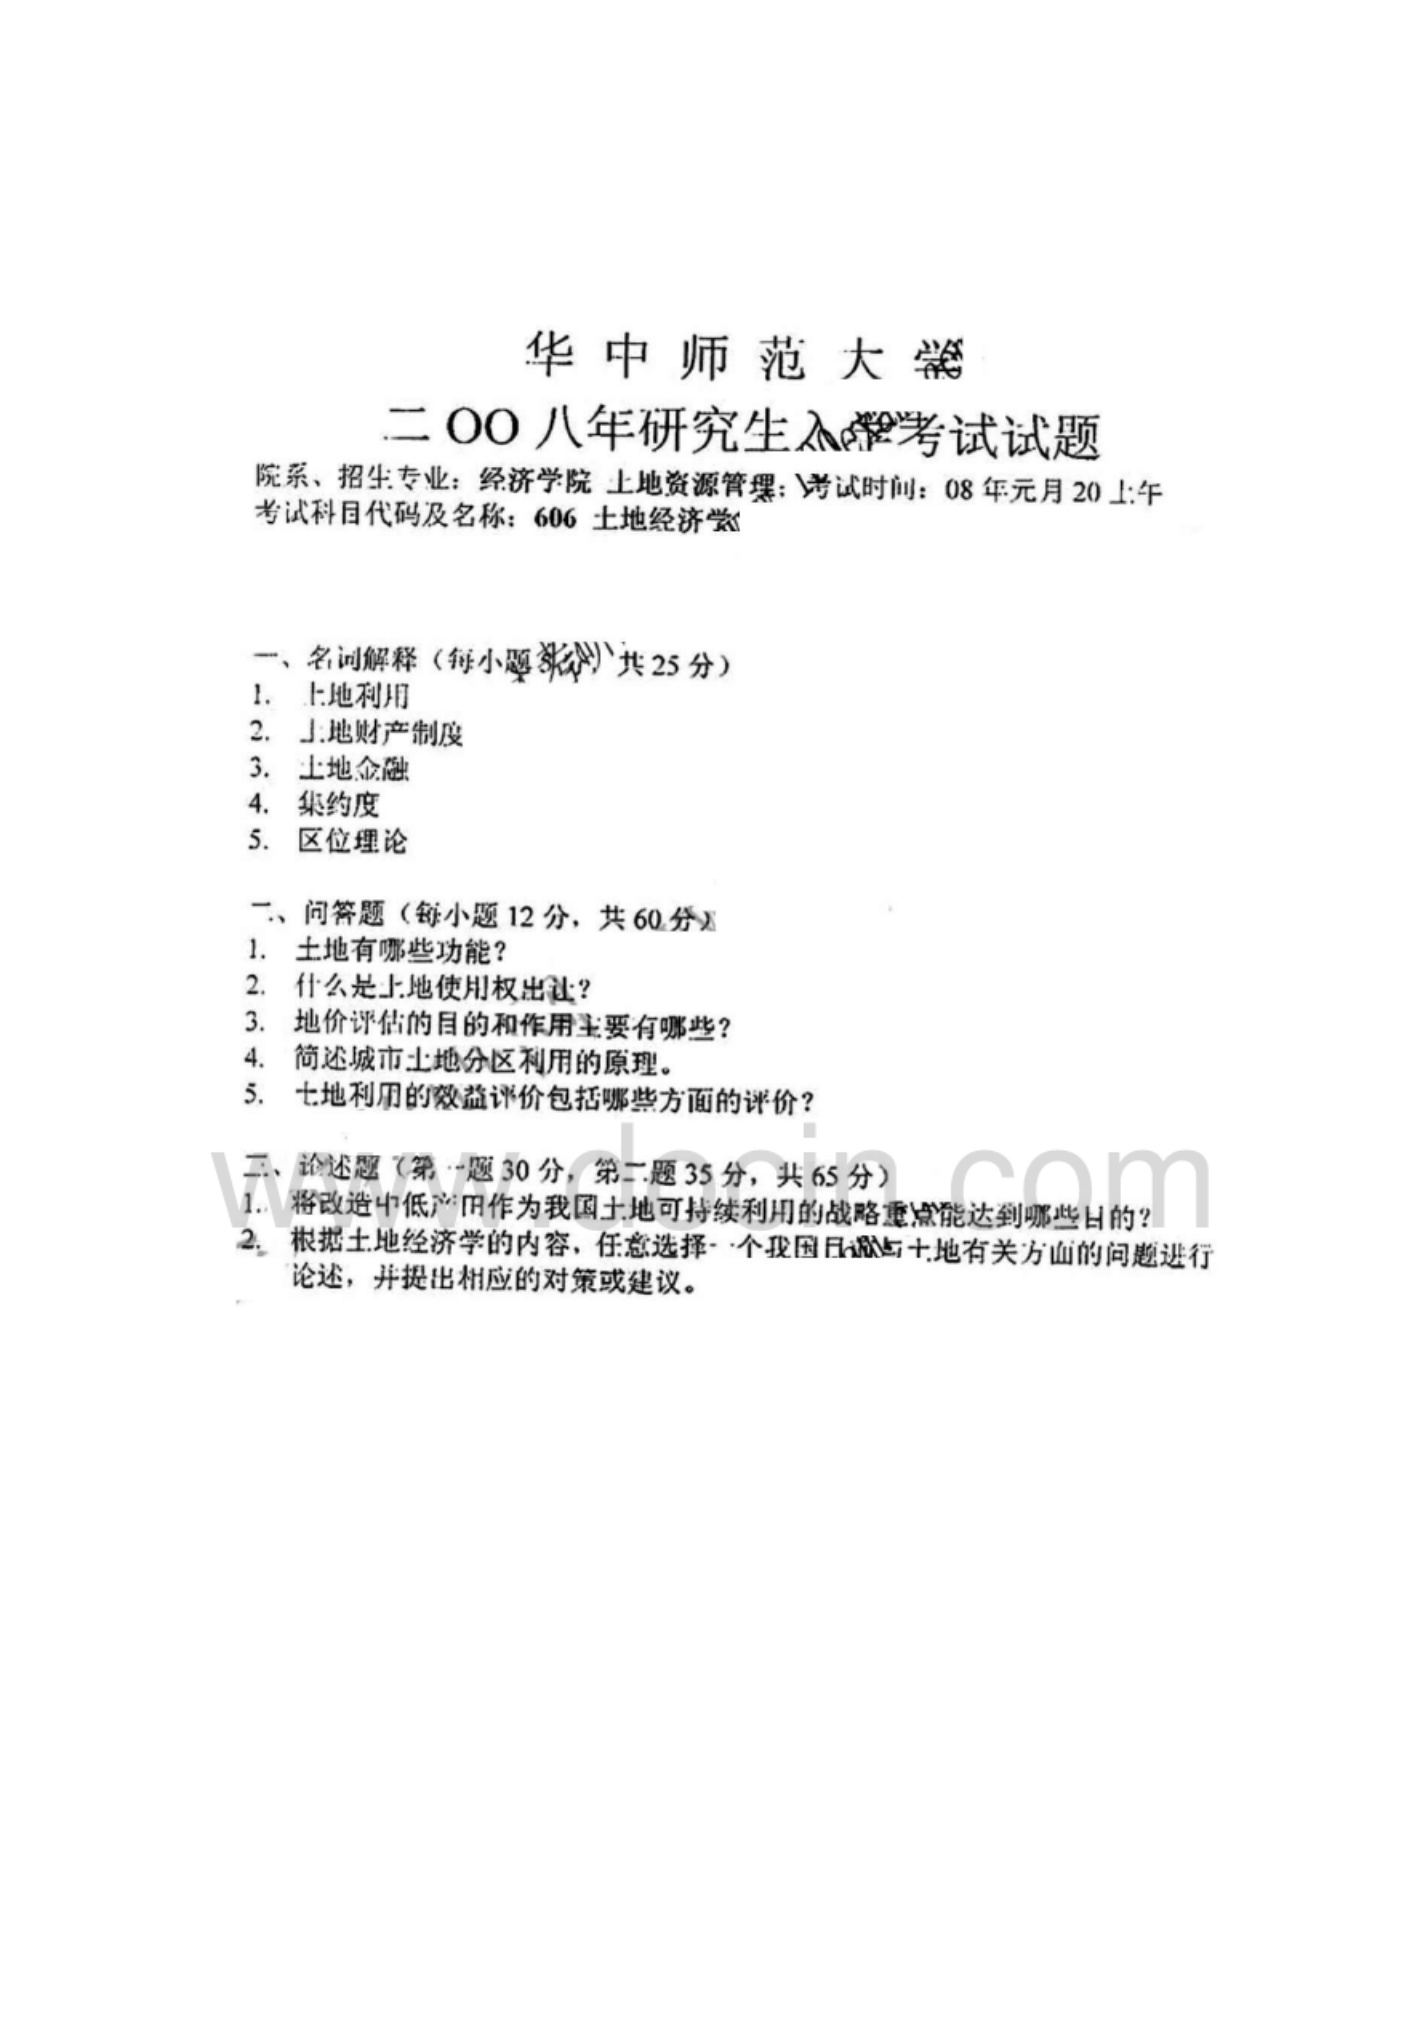 华中师范大学
二OO八年研究生入学考试试题
院系、招生专业：经济学院 土地资源管理； 考试时间：08年元月20上午
考试科目代码及名称：606 土地经济学
一、名词解释（每小题5分，共25分）
1. 土地利用
2. 土地财产制度
3. 土地金融
4. 集约度
5. 区位理论
二、问答题（每小题12分，共60分）
1. 土地有哪些功能？
2. 什么是土地使用权出让？
3. 地价评估的目的和作用主要有哪些？
4. 简述城市土地分区利用的原理。
5. 土地利用的效益评价包括哪些方面的评价？
三、论述题（第一题30分，第二题35分，共65分）
1. 将改造中低产田作为我国土地可持续利用的战略重点能达到哪些目的？
2. 根据土地经济学的内容，任意选择一个我国目前与土地有关方面的问题进行
论述，并提出相应的对策或建议。
www.docin.com